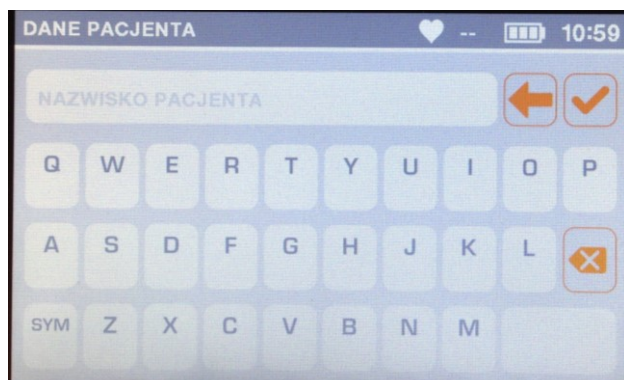 DANE PACJENTA -- 10:59
NAZWISKO PACJENTA
Q W E R T Y U I O P
A S D F G H J K L
SYM Z X C V B N M